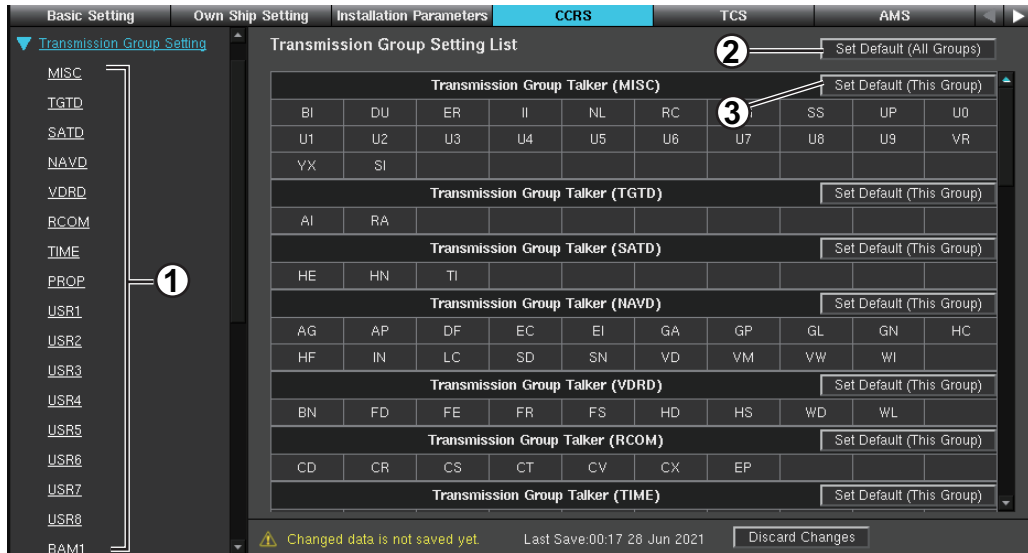 Basic Setting Own Ship Setting Installation Parameters CCRS TCS AMS
Transmission Group Setting
MISC
TGTD
SATD
NAVD
VDRD
RCOM
TIME
PROP
USR1
USR2
USR3
USR4
USR5
USR6
USR7
USR8
BAM1
1
Transmission Group Setting List
2
Set Default (All Groups)
Transmission Group Talker (MISC) Set Default (This Group)
3
BI DU ER II NL RC SS UP U0
U1 U2 U3 U4 U5 U6 U7 U8 U9 VR
YX SI
Transmission Group Talker (TGTD) Set Default (This Group)
AI RA
Transmission Group Talker (SATD) Set Default (This Group)
HE HN TI
Transmission Group Talker (NAVD) Set Default (This Group)
AG AP DF EC EI GA GP GL GN HC
HF IN LC SD SN VD VM VW WI
Transmission Group Talker (VDRD) Set Default (This Group)
BN FD FE FR FS HD HS WD WL
Transmission Group Talker (RCOM) Set Default (This Group)
CD CR CS CT CV CX EP
Transmission Group Talker (TIME) Set Default (This Group)
Changed data is not saved yet. Last Save:00:17 28 Jun 2021 Discard Changes